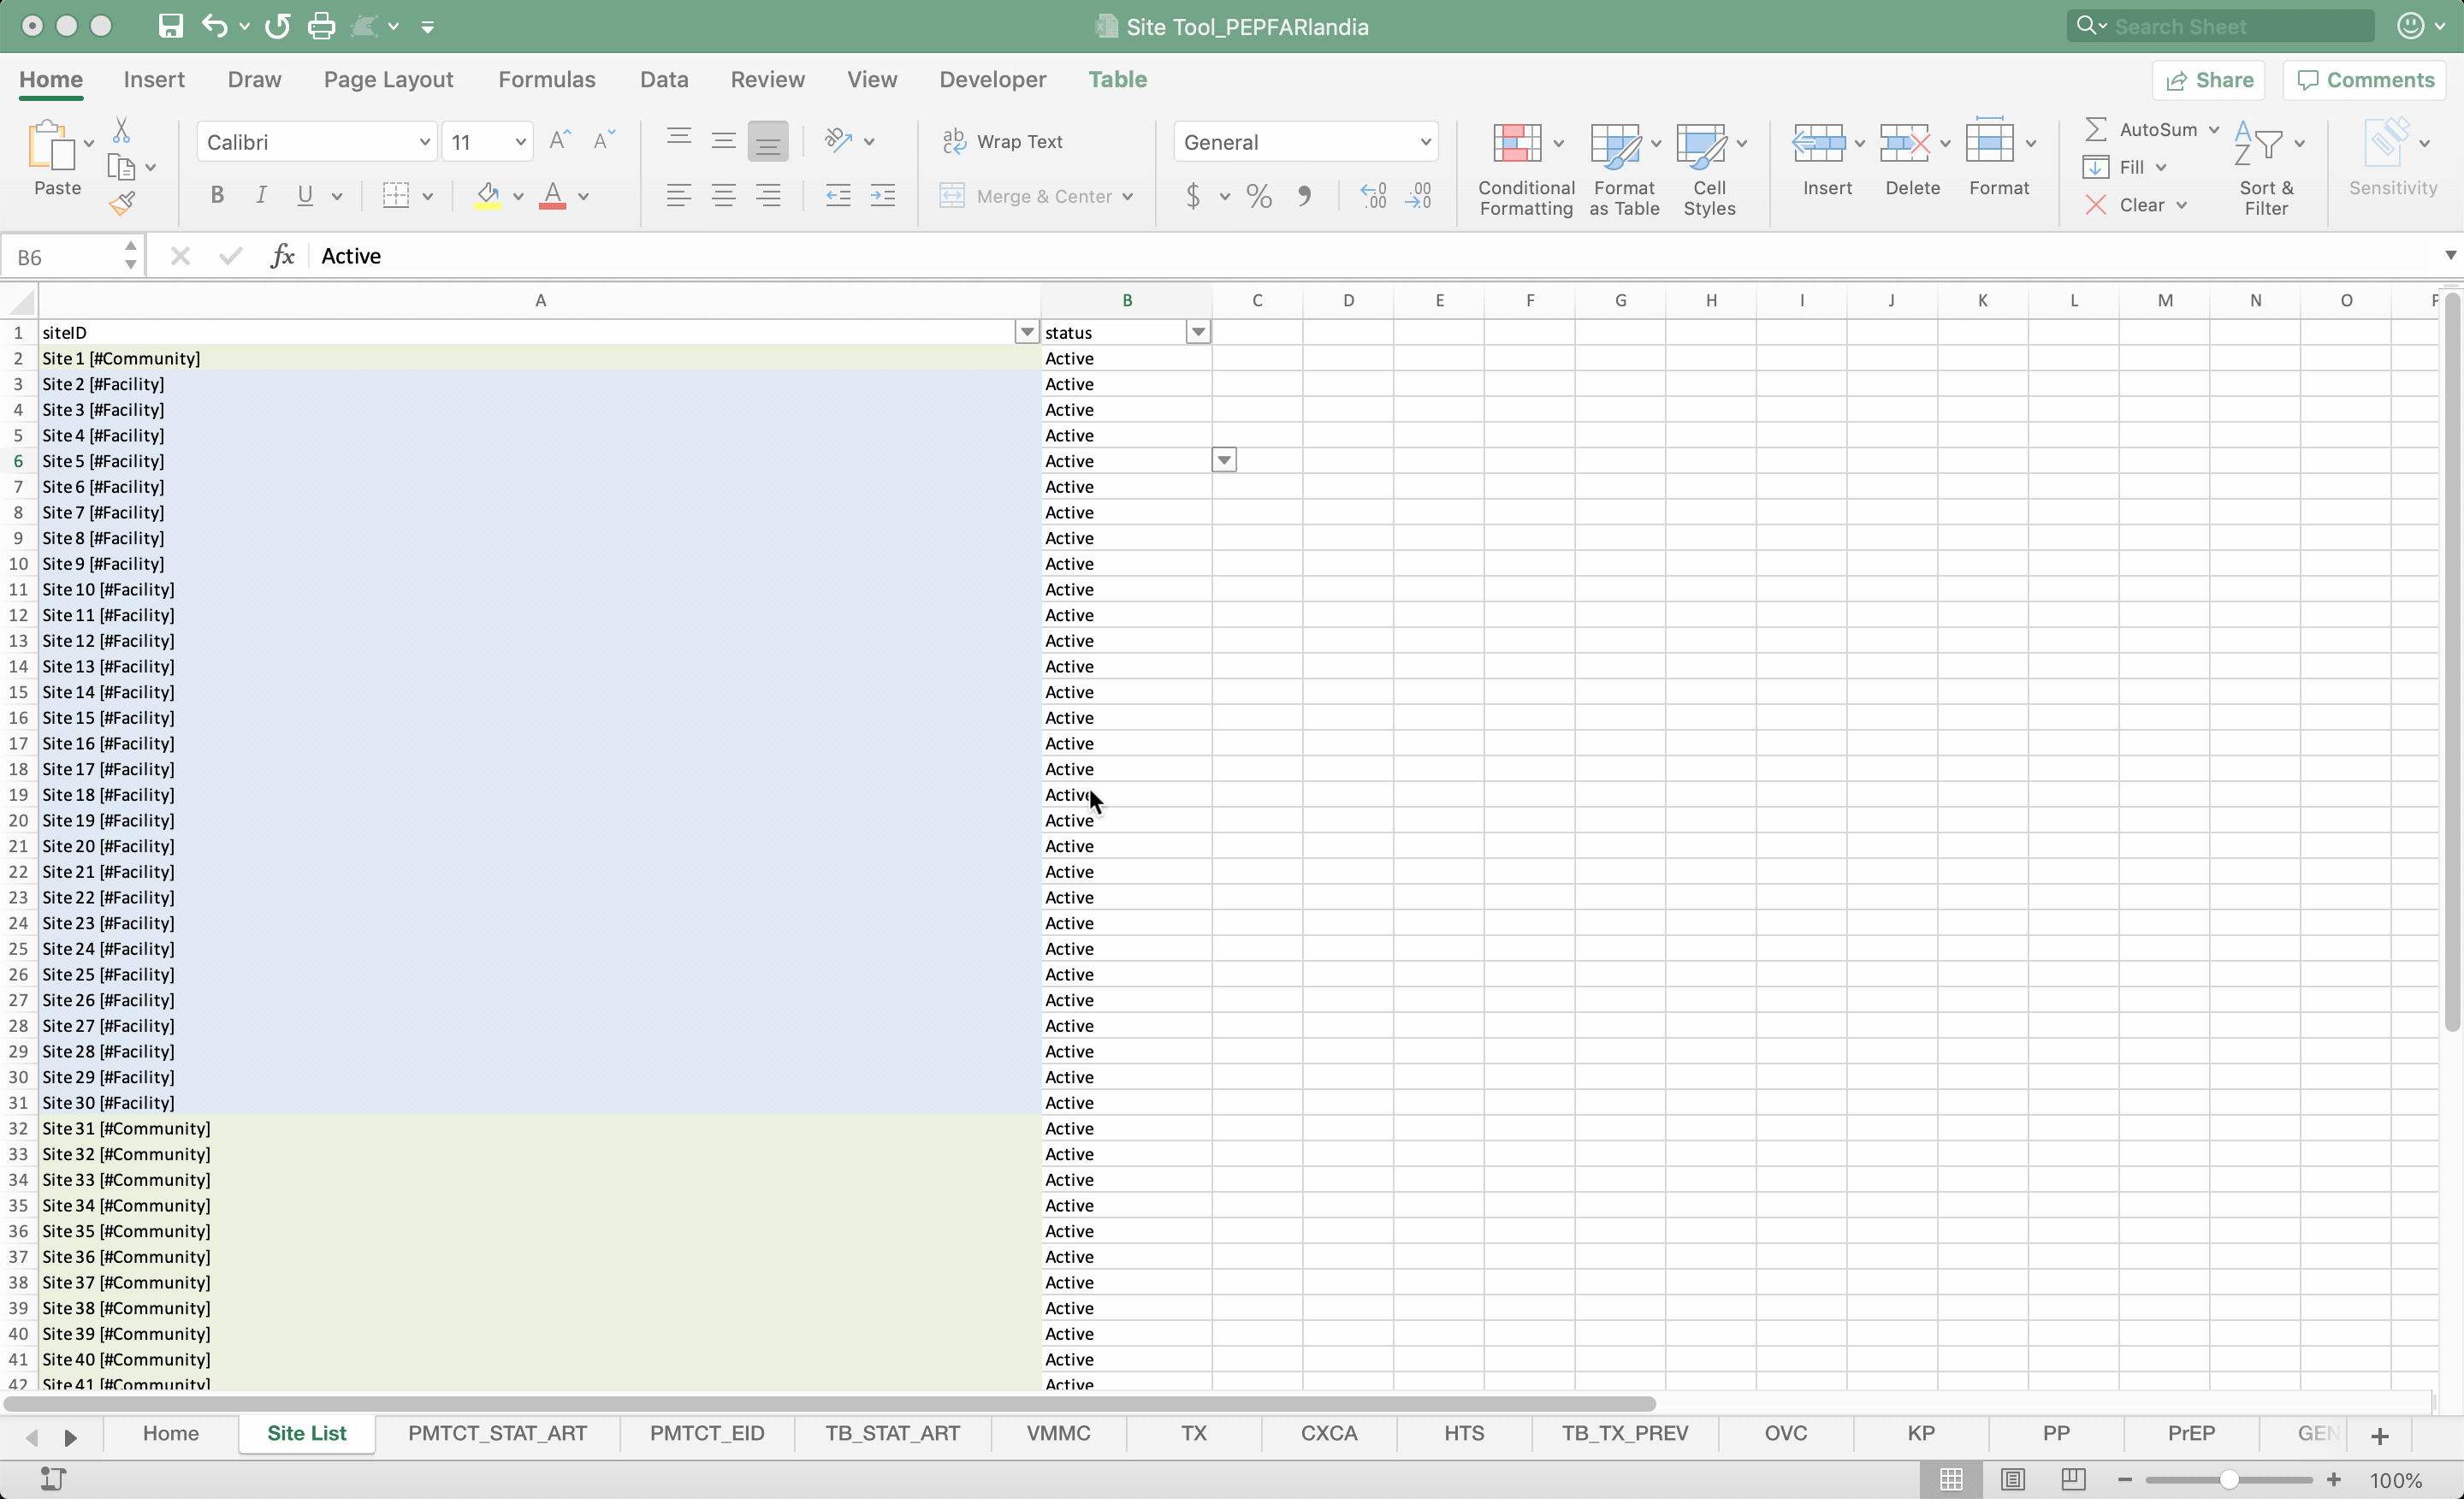 Site Tool_PEPFARlandia
Search Sheet
Home Insert Draw Page Layout Formulas Data Review View Developer Table Share Comments
Paste
Calibri 11
B I U
Wrap Text
Merge & Center
General
$ % 
Conditional Formatting
Format as Table
Cell Styles
Insert Delete Format
AutoSum
Fill
Clear
Sort & Filter
Sensitivity
B6 fx Active
A B C D E F G H I J K L M N O
1 siteID status
2 Site 1 [#Community] Active
3 Site 2 [#Facility] Active
4 Site 3 [#Facility] Active
5 Site 4 [#Facility] Active
6 Site 5 [#Facility] Active
7 Site 6 [#Facility] Active
8 Site 7 [#Facility] Active
9 Site 8 [#Facility] Active
10 Site 9 [#Facility] Active
11 Site 10 [#Facility] Active
12 Site 11 [#Facility] Active
13 Site 12 [#Facility] Active
14 Site 13 [#Facility] Active
15 Site 14 [#Facility] Active
16 Site 15 [#Facility] Active
17 Site 16 [#Facility] Active
18 Site 17 [#Facility] Active
19 Site 18 [#Facility] Active
20 Site 19 [#Facility] Active
21 Site 20 [#Facility] Active
22 Site 21 [#Facility] Active
23 Site 22 [#Facility] Active
24 Site 23 [#Facility] Active
25 Site 24 [#Facility] Active
26 Site 25 [#Facility] Active
27 Site 26 [#Facility] Active
28 Site 27 [#Facility] Active
29 Site 28 [#Facility] Active
30 Site 29 [#Facility] Active
31 Site 30 [#Facility] Active
32 Site 31 [#Community] Active
33 Site 32 [#Community] Active
34 Site 33 [#Community] Active
35 Site 34 [#Community] Active
36 Site 35 [#Community] Active
37 Site 36 [#Community] Active
38 Site 37 [#Community] Active
39 Site 38 [#Community] Active
40 Site 39 [#Community] Active
41 Site 40 [#Community] Active
42 Site 41 [#Community] Active
Home Site List PMTCT_STAT_ART PMTCT_EID TB_STAT_ART VMMC TX CXCA HTS TB_TX_PREV OVC KP PP PrEP GEN
100%